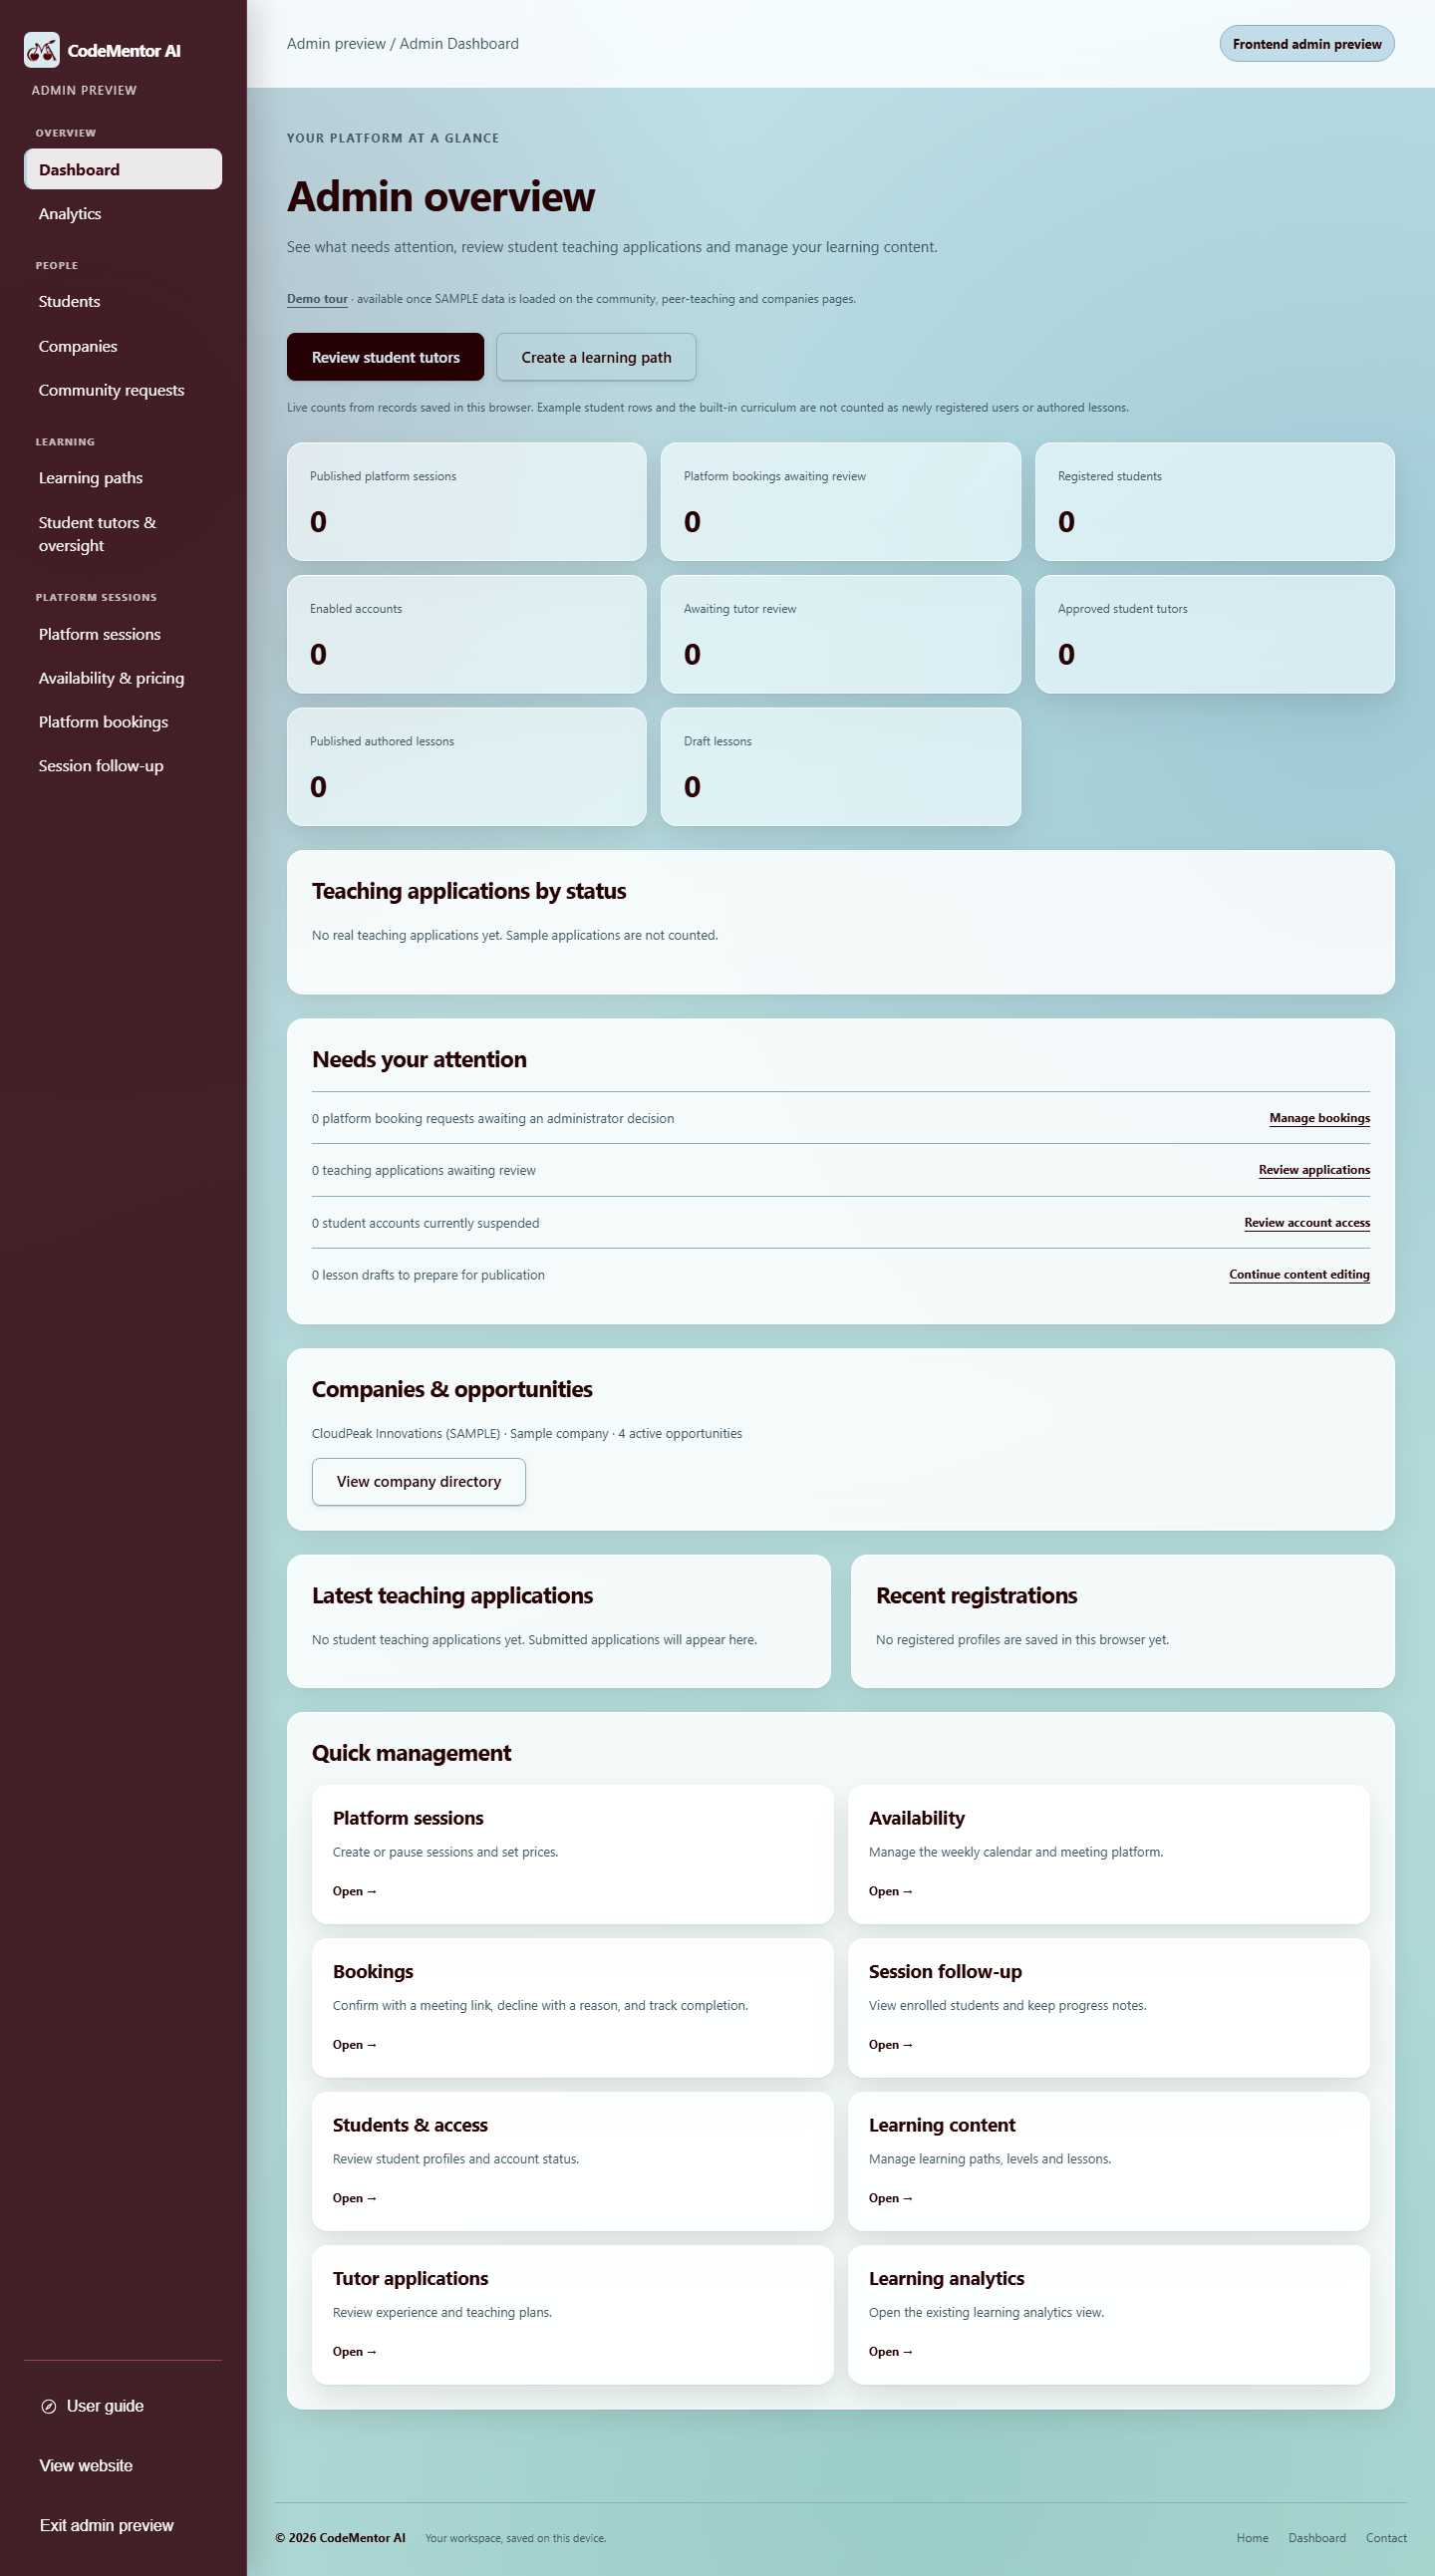 CodeMentor AI
ADMIN PREVIEW
OVERVIEW
Dashboard
Analytics
PEOPLE
Students
Companies
Community requests
LEARNING
Learning paths
Student tutors &
oversight
PLATFORM SESSIONS
Platform sessions
Availability & pricing
Platform bookings
Session follow-up
User guide
View website
Exit admin preview
Admin preview / Admin Dashboard
Frontend admin preview
YOUR PLATFORM AT A GLANCE
Admin overview
See what needs attention, review student teaching applications and manage your learning content.
Demo tour · available once SAMPLE data is loaded on the community, peer-teaching and companies pages.
Review student tutors
Create a learning path
Live counts from records saved in this browser. Example student rows and the built-in curriculum are not counted as newly registered users or authored lessons.
Published platform sessions
0
Platform bookings awaiting review
0
Registered students
0
Enabled accounts
0
Awaiting tutor review
0
Approved student tutors
0
Published authored lessons
0
Draft lessons
0
Teaching applications by status
No real teaching applications yet. Sample applications are not counted.
Needs your attention
0 platform booking requests awaiting an administrator decision
Manage bookings
0 teaching applications awaiting review
Review applications
0 student accounts currently suspended
Review account access
0 lesson drafts to prepare for publication
Continue content editing
Companies & opportunities
CloudPeak Innovations (SAMPLE) · Sample company · 4 active opportunities
View company directory
Latest teaching applications
No student teaching applications yet. Submitted applications will appear here.
Recent registrations
No registered profiles are saved in this browser yet.
Quick management
Platform sessions
Create or pause sessions and set prices.
Open →
Availability
Manage the weekly calendar and meeting platform.
Open →
Bookings
Confirm with a meeting link, decline with a reason, and track completion.
Open →
Session follow-up
View enrolled students and keep progress notes.
Open →
Students & access
Review student profiles and account status.
Open →
Learning content
Manage learning paths, levels and lessons.
Open →
Tutor applications
Review experience and teaching plans.
Open →
Learning analytics
Open the existing learning analytics view.
Open →
© 2026 CodeMentor AI
Your workspace, saved on this device.
Home
Dashboard
Contact